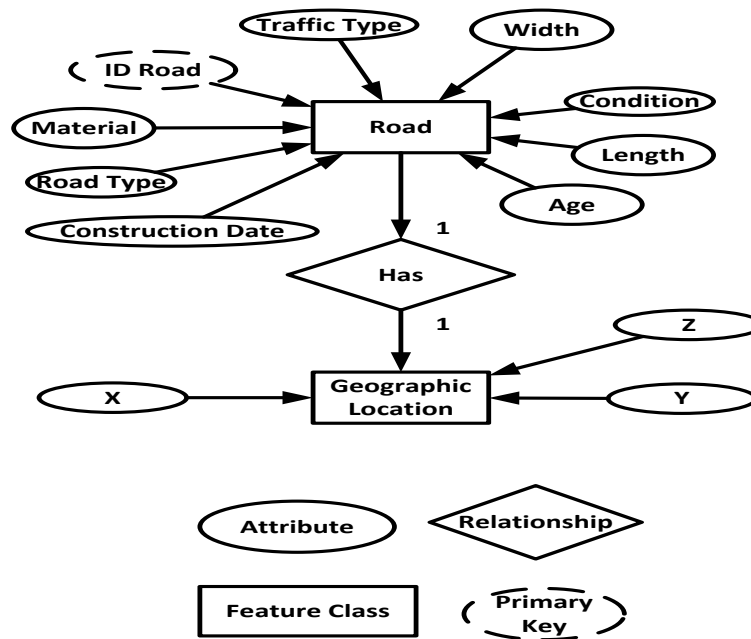 Traffic Type
Width
ID Road
Condition
Road
Material
Length
Road Type
Age
Construction Date
1
Has
1
Z
Geographic
Location
X
Y
Attribute
Relationship
Feature Class
Primary
Key